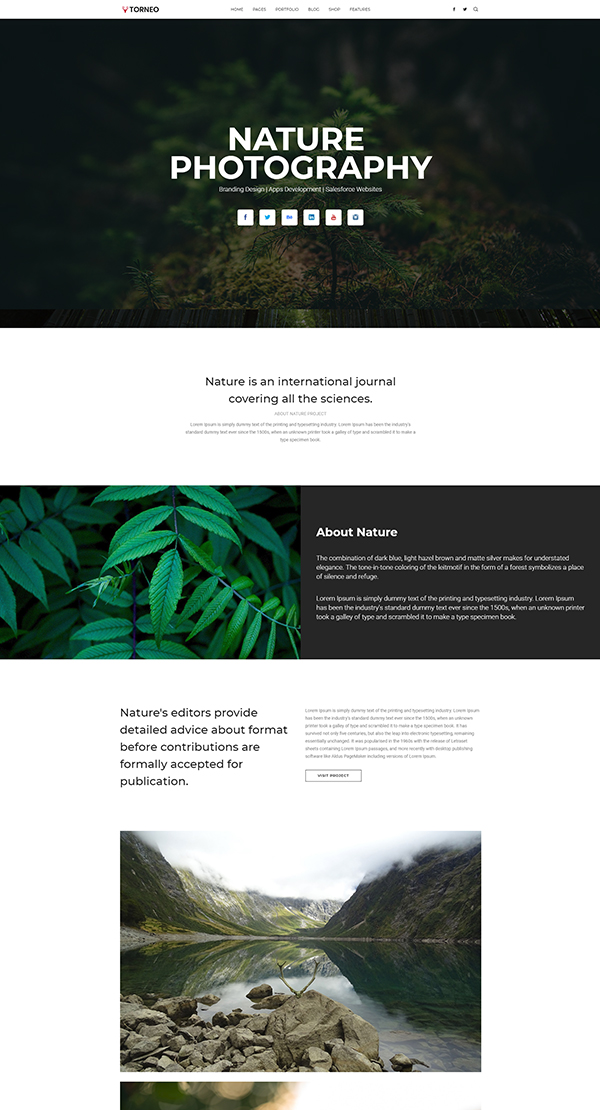 TORNEO
HOME PAGES PORTFOLIO BLOG SHOP FEATURES
NATURE
PHOTOGRAPHY
Branding Design | Apps Development | Salesforce Websites
Nature is an international journal
covering all the sciences.
ABOUT NATURE PROJECT
Lorem Ipsum is simply dummy text of the printing and typesetting industry. Lorem Ipsum has been the industry's
standard dummy text ever since the 1500s, when an unknown printer took a galley of type and scrambled it to make a
type specimen book.
About Nature
The combination of dark blue, light hazel brown and matte silver makes for understated
elegance. The tone-in-tone coloring of the leitmotif in the form of a forest symbolizes a place
of silence and refuge.
Lorem Ipsum is simply dummy text of the printing and typesetting industry. Lorem Ipsum
has been the industry's standard dummy text ever since the 1500s, when an unknown printer
took a galley of type and scrambled it to make a type specimen book.
Nature's editors provide
detailed advice about format
before contributions are
formally accepted for
publication.
Lorem Ipsum is simply dummy text of the printing and typesetting industry. Lorem Ipsum
has been the industry's standard dummy text ever since the 1500s, when an unknown
printer took a galley of type and scrambled it to make a type specimen book. It has
survived not only five centuries, but also the leap into electronic typesetting, remaining
essentially unchanged. It was popularised in the 1960s with the release of Letraset
sheets containing Lorem Ipsum passages, and more recently with desktop publishing
software like Aldus PageMaker including versions of Lorem Ipsum.
VISIT PROJECT